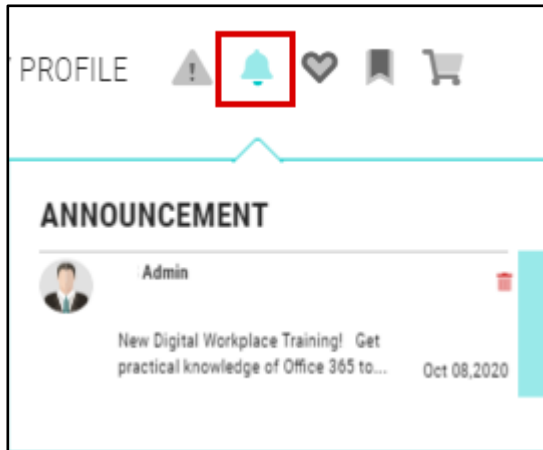 PROFILE
ANNOUNCEMENT
Admin
New Digital Workplace Training! Get
practical knowledge of Office 365 to...
Oct 08,2020